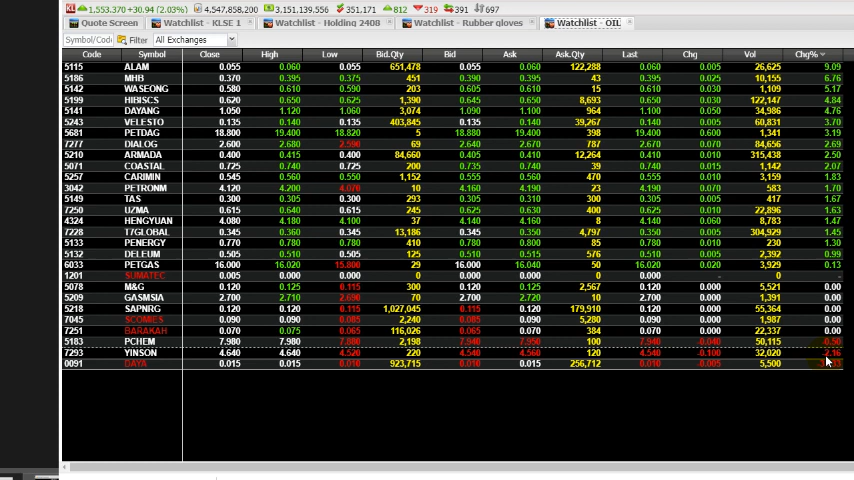 KL 1,553.370 +30.94 (2.03%) 4,547,858.200 3,151,139.556 351,171 812 319 391 697
Quote Screen Watchlist - KLSE 1 Watchlist - Holding 2408 Watchlist - Rubber gloves Watchlist - OIL
Symbol/Code Filter All Exchanges
Code Symbol Close High Low Bid.Qty Bid Ask Ask.Qty Last Chg Vol Chg%
5115 ALAM 0.055 0.060 0.055 651,478 0.055 0.060 122,288 0.060 0.005 26,625 9.09
5186 MHB 0.370 0.395 0.375 451 0.390 0.395 43 0.395 0.025 10,155 6.76
5142 WASEONG 0.580 0.610 0.590 203 0.605 0.610 15 0.610 0.030 1,109 5.17
5199 HIBISCS 0.620 0.650 0.625 1,390 0.645 0.650 8,693 0.650 0.030 122,147 4.84
5141 DAYANG 1.050 1.120 1.060 3,074 1.090 1.100 964 1.100 0.050 34,986 4.76
5243 VELESTO 0.135 0.140 0.135 403,845 0.135 0.140 39,267 0.140 0.005 60,831 3.70
5681 PETDAG 18.800 19.400 18.820 5 18.880 19.400 398 19.400 0.600 1,341 3.19
7277 DIALOG 2.600 2.680 2.590 69 2.640 2.670 787 2.670 0.070 84,656 2.69
5210 ARMADA 0.400 0.415 0.400 84,660 0.405 0.410 12,264 0.410 0.010 315,438 2.50
5071 COASTAL 0.725 0.740 0.725 200 0.735 0.740 39 0.740 0.015 1,142 2.07
5257 CARIMIN 0.545 0.560 0.550 1,152 0.555 0.560 470 0.555 0.010 3,159 1.83
3042 PETRONM 4.120 4.200 4.070 10 4.160 4.190 23 4.190 0.070 583 1.70
5149 TAS 0.300 0.305 0.300 293 0.305 0.310 251 0.305 0.005 417 1.67
7250 UZMA 0.615 0.640 0.615 245 0.625 0.630 400 0.625 0.010 22,896 1.63
4324 HENGYUAN 4.080 4.180 4.100 37 4.140 4.160 8 4.140 0.060 8,783 1.47
7228 T7GLOBAL 0.345 0.365 0.345 13,186 0.345 0.350 4,797 0.350 0.005 304,929 1.45
5133 PENERGY 0.770 0.780 0.780 410 0.780 0.800 85 0.780 0.010 230 1.30
5132 DELEUM 0.505 0.510 0.505 125 0.510 0.515 576 0.510 0.005 2,392 0.99
6033 PETGAS 16.000 16.020 15.800 29 16.000 16.040 50 16.020 0.020 3,929 0.13
1201 SUMATEC 0.005 0.000 0.000 0 0.000 0.000 0 0.000 - 0 -
5078 M&G 0.120 0.125 0.115 300 0.120 0.125 2,567 0.120 0.000 5,521 0.00
5209 GASMSIA 2.700 2.710 2.690 70 2.700 2.720 10 2.700 0.000 1,391 0.00
5218 SAPNRG 0.120 0.120 0.115 1,027,045 0.115 0.120 179,910 0.120 0.000 55,364 0.00
7045 SCOMIES 0.090 0.090 0.085 2,240 0.085 0.090 5,280 0.090 0.000 1,987 0.00
7251 BARAKAH 0.070 0.075 0.065 116,026 0.065 0.070 384 0.070 0.000 22,337 0.00
5183 PCHEM 7.980 7.980 7.880 2,198 7.940 7.950 100 7.940 -0.040 50,115 -0.50
7293 YINSON 4.640 4.640 4.520 220 4.540 4.560 120 4.540 -0.100 32,020 -2.16
0091 DAYA 0.015 0.015 0.010 923,715 0.010 0.015 256,712 0.010 -0.005 5,500